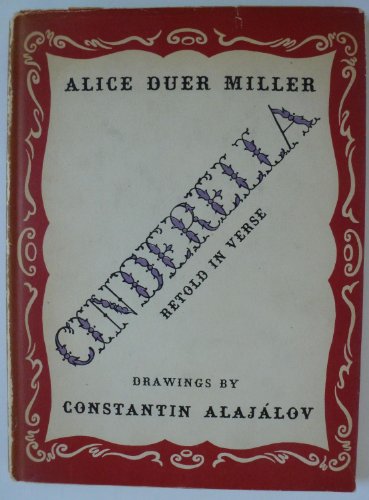 ALICE DUER MILLER
CINDERELLA
RETOLD IN VERSE
DRAWINGS BY
CONSTANTIN ALAJÁLOV